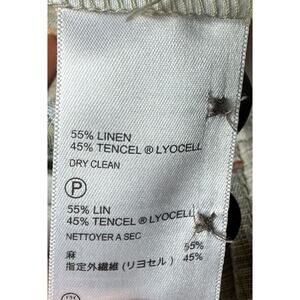 55% LINEN
45% TENCEL ® LYOCELL
DRY CLEAN
P
55% LIN
45% TENCEL ® LYOCELL
NETTOYER A SEC
麻 55%
指定外繊維 (リヨセル) 45%